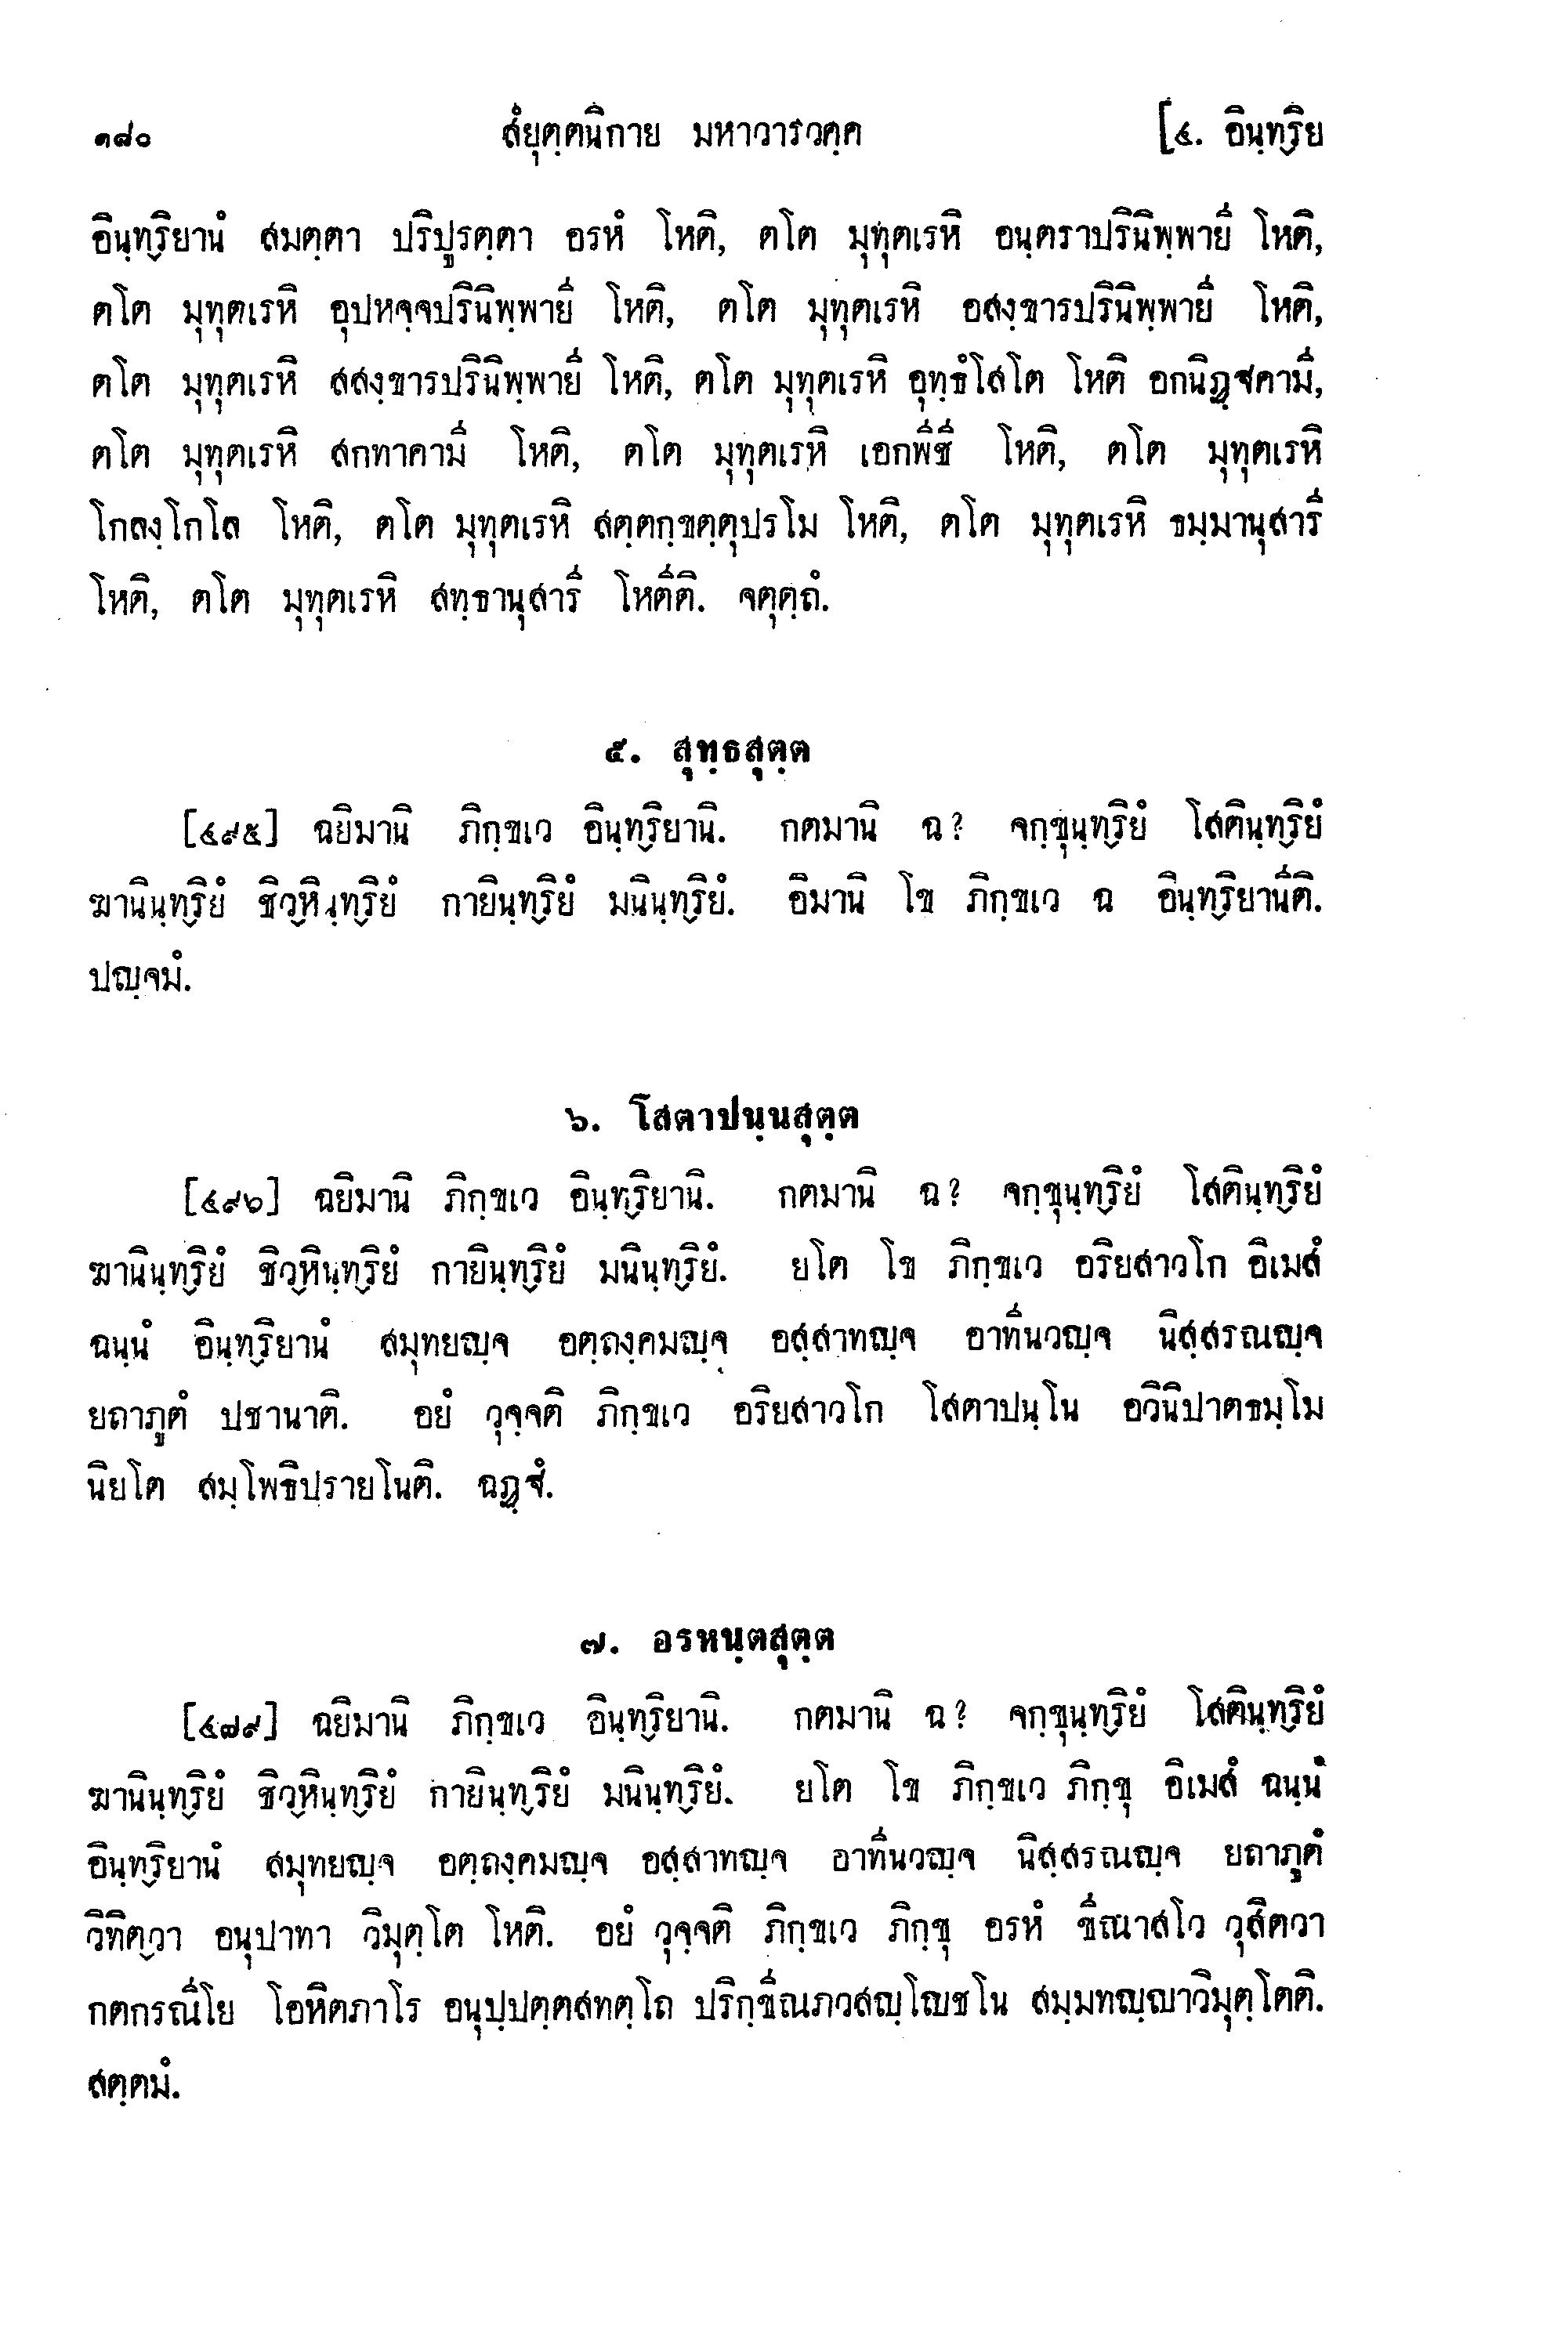 ๑๘๐ สํยุตฺตนิกาย มหาวารวคฺค [๔. อินฺทฺริย
อินฺทฺริยานํ สมตฺตา ปริปูรตฺตา อรหํ โหติ, ตโต มุทุตเรหิ อนฺตราปรินิพฺพายี โหติ,
ตโต มุทุตเรหิ อุปหจฺจปรินิพฺพายี โหติ, ตโต มุทุตเรหิ อสงฺขารปรินิพฺพายี โหติ,
ตโต มุทุตเรหิ สสงฺขารปรินิพฺพายี โหติ, ตโต มุทุตเรหิ อุทฺธํโสโต โหติ อกนิฏฺฐคามี,
ตโต มุทุตเรหิ สกทาคามี โหติ, ตโต มุทุตเรหิ เอกพีชี โหติ, ตโต มุทุตเรหิ
โกลงฺโกโล โหติ, ตโต มุทุตเรหิ สตฺตกฺขตฺตุปรโม โหติ, ตโต มุทุตเรหิ ธมฺมานุสารี
โหติ, ตโต มุทุตเรหิ สทฺธานุสารี โหตีติ. จตุตฺถํ.
๕. สุทฺธสุตฺต
[๔๙๕] ฉยิมานิ ภิกฺขเว อินฺทฺริยานิ. กตมานิ ฉ? จกฺขุนฺทฺริยํ โสตินฺทฺริยํ
ฆานินฺทฺริยํ ชิวฺหินฺทฺริยํ กายินฺทฺริยํ มนินฺทฺริยํ. อิมานิ โข ภิกฺขเว ฉ อินฺทฺริยานีติ.
ปญฺจมํ.
๖. โสตาปนฺนสุตฺต
[๔๙๖] ฉยิมานิ ภิกฺขเว อินฺทฺริยานิ. กตมานิ ฉ? จกฺขุนฺทฺริยํ โสตินฺทฺริยํ
ฆานินฺทฺริยํ ชิวฺหินฺทฺริยํ กายินฺทฺริยํ มนินฺทฺริยํ. ยโต โข ภิกฺขเว อริยสาวโก อิเมสํ
ฉนฺนํ อินฺทฺริยานํ สมุทยญฺจ อตฺถงฺคมญฺจ อสฺสาทญฺจ อาทีนวญฺจ นิสฺสรณญฺจ
ยถาภูตํ ปชานาติ. อยํ วุจฺจติ ภิกฺขเว อริยสาวโก โสตาปนฺโน อวินิปาตธมฺโม
นิยโต สมฺโพธิปรายโนติ. ฉฏฺฐํ.
๗. อรหนฺตสุตฺต
[๔๗๙] ฉยิมานิ ภิกฺขเว อินฺทฺริยานิ. กตมานิ ฉ? จกฺขุนฺทฺริยํ โสตินฺทฺริยํ
ฆานินฺทฺริยํ ชิวฺหินฺทฺริยํ กายินฺทฺริยํ มนินฺทฺริยํ. ยโต โข ภิกฺขเว ภิกฺขุ อิเมสํ ฉนฺนํ
อินฺทฺริยานํ สมุทยญฺจ อตฺถงฺคมญฺจ อสฺสาทญฺจ อาทีนวญฺจ นิสฺสรณญฺจ ยถาภูตํ
วิทิตฺวา อนุปาทา วิมุตฺโต โหติ. อยํ วุจฺจติ ภิกฺขเว ภิกฺขุ อรหํ ขีณาสโว วุสิตวา
กตกรณีโย โอหิตภาโร อนุปฺปตฺตสทตฺโถ ปริกฺขีณภวสญฺโญชโน สมฺมทญฺญาวิมุตฺโตติ.
สตฺตมํ.